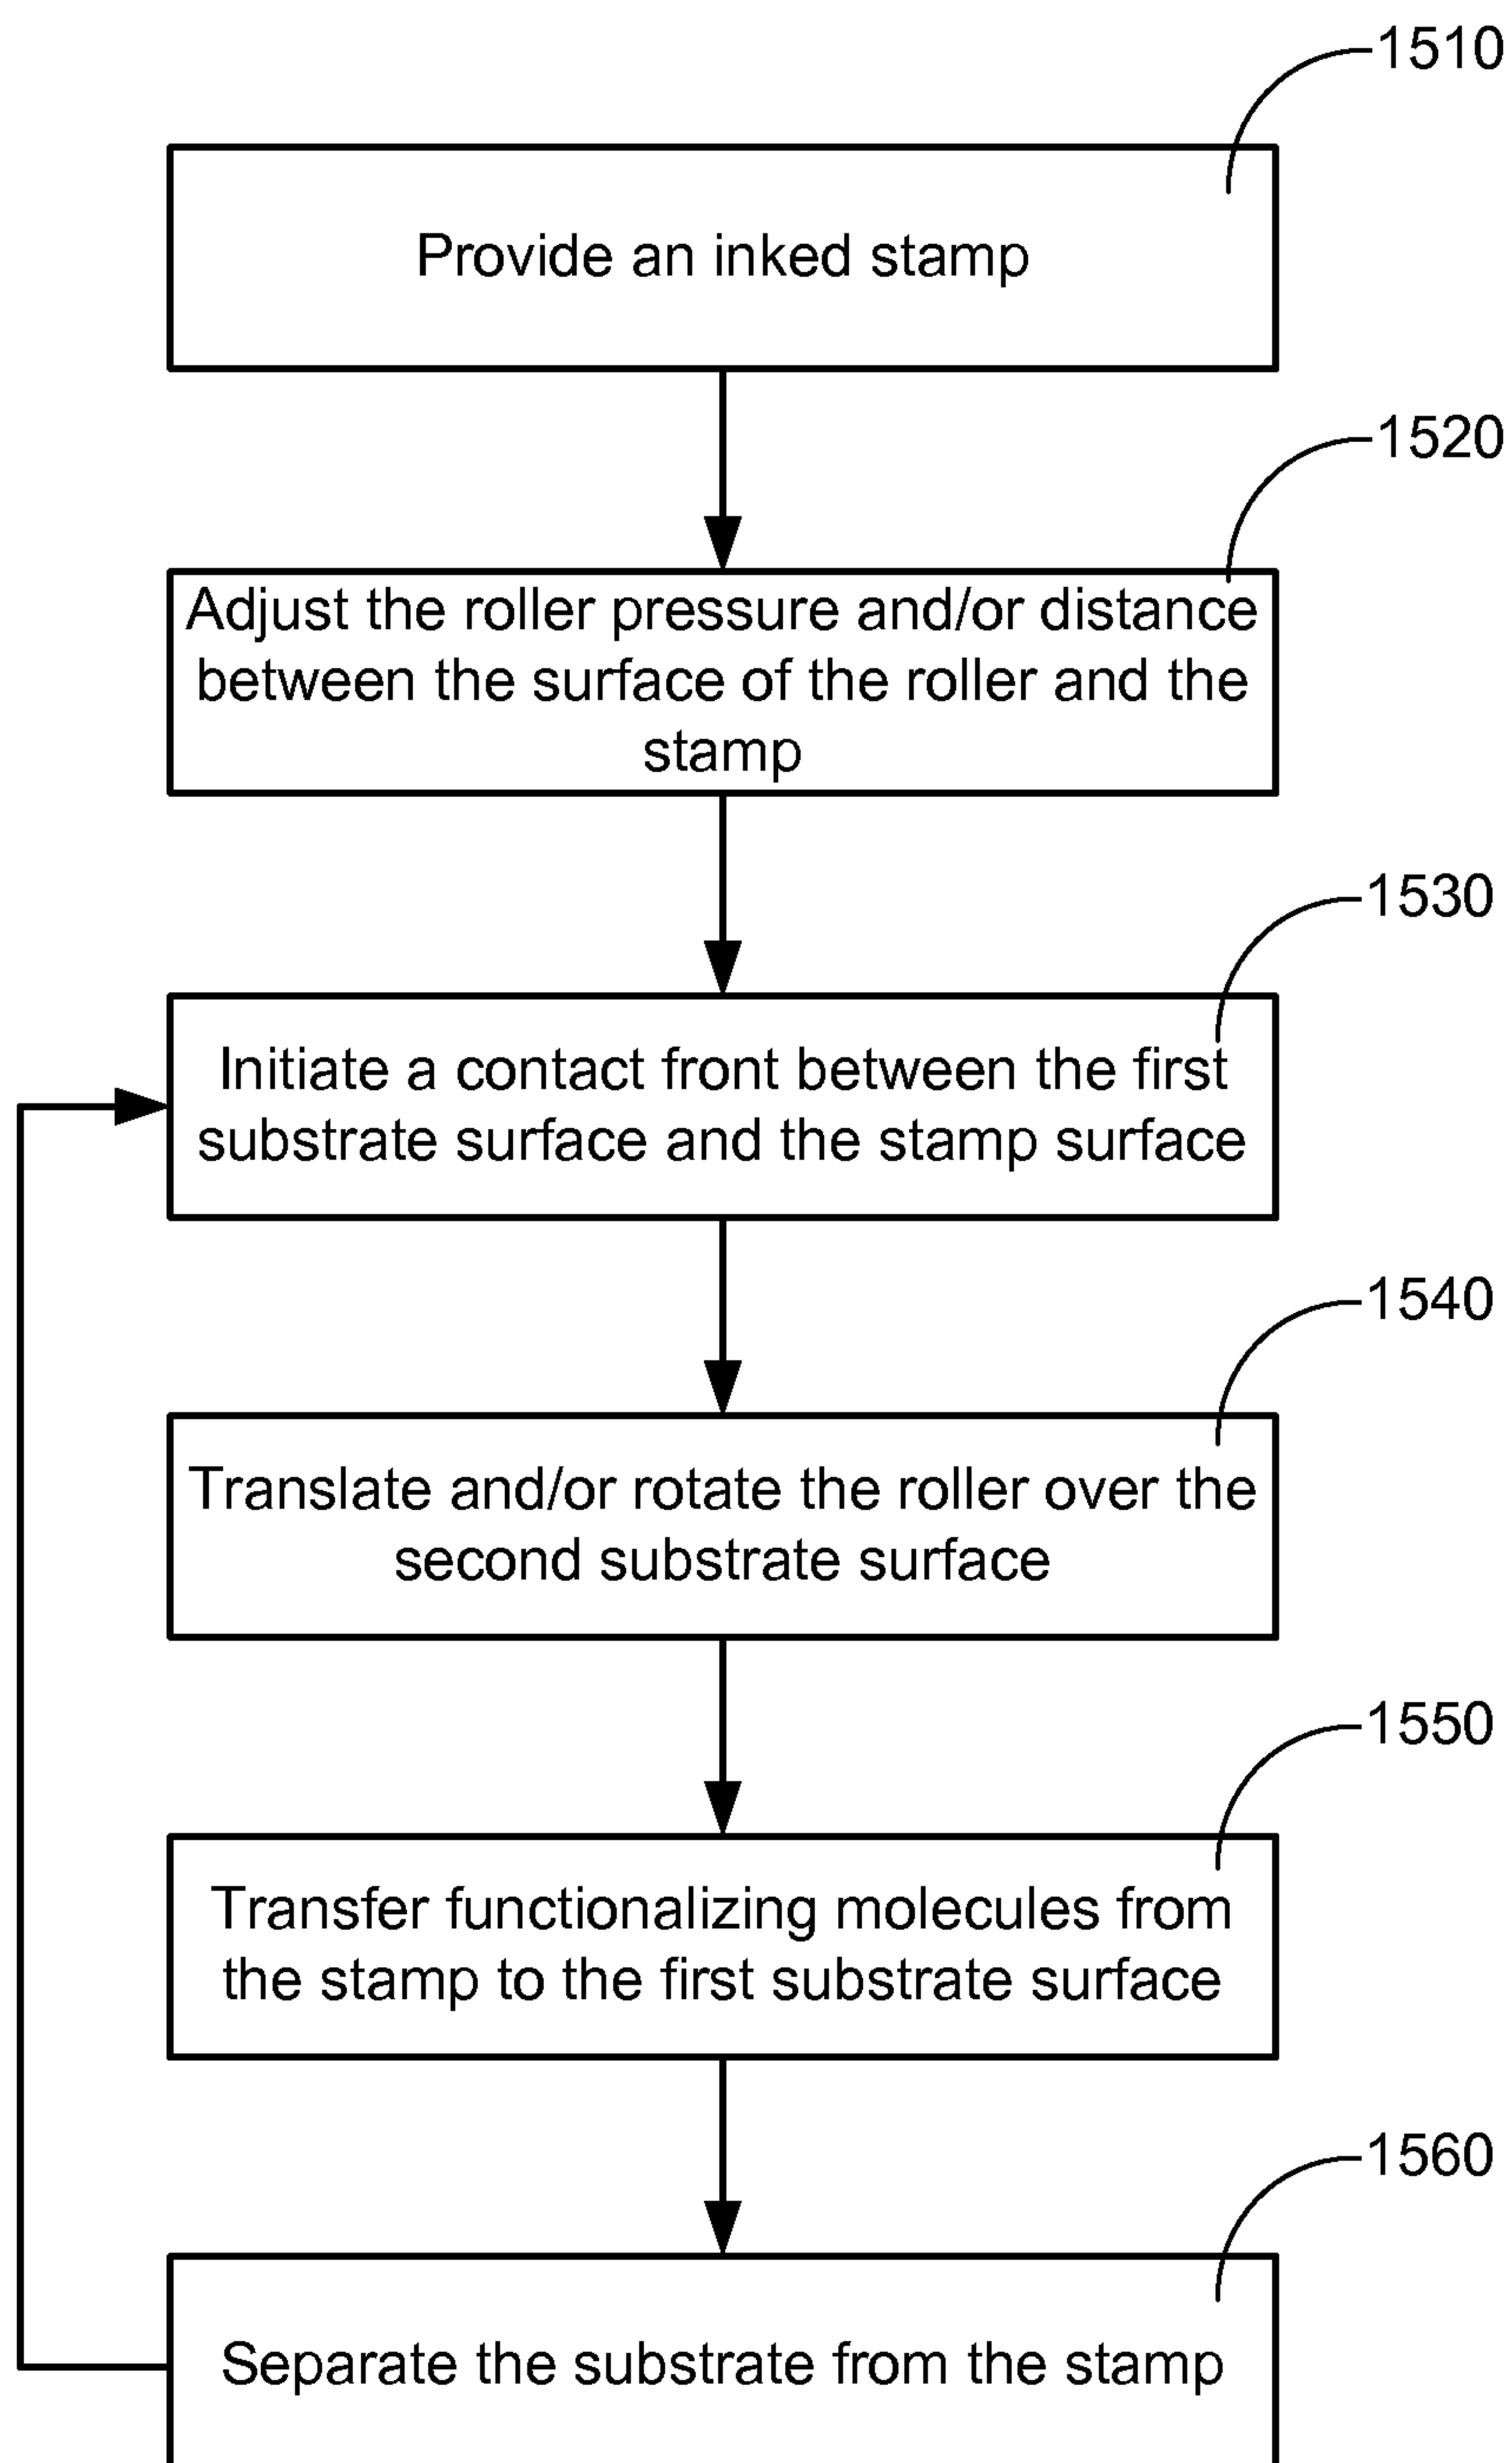 1510
Provide an inked stamp
1520
Adjust the roller pressure and/or distance
between the surface of the roller and the
stamp
1530
Initiate a contact front between the first
substrate surface and the stamp surface
1540
Translate and/or rotate the roller over the
second substrate surface
1550
Transfer functionalizing molecules from
the stamp to the first substrate surface
1560
Separate the substrate from the stamp